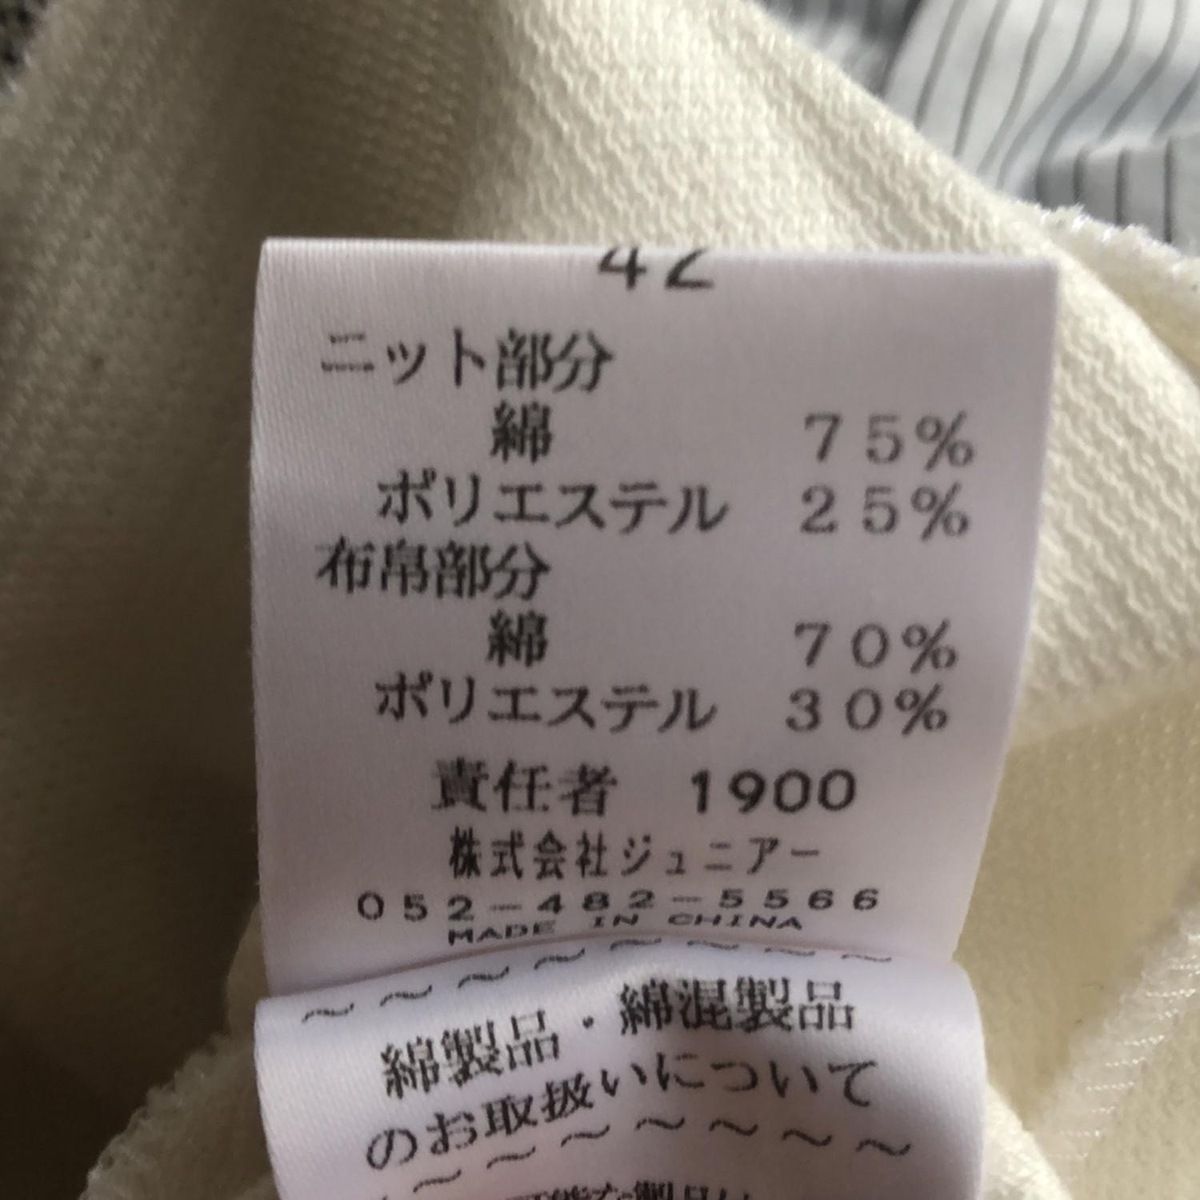 42
ニット部分
綿 75%
ポリエステル 25%
布帛部分
綿 70%
ポリエステル 30%
責任者 1900
株式会社ジュニアー
052-482-5566
MADE IN CHINA
～～～～～～～～
綿製品・綿混製品
のお取扱いについて
～～～～～～～